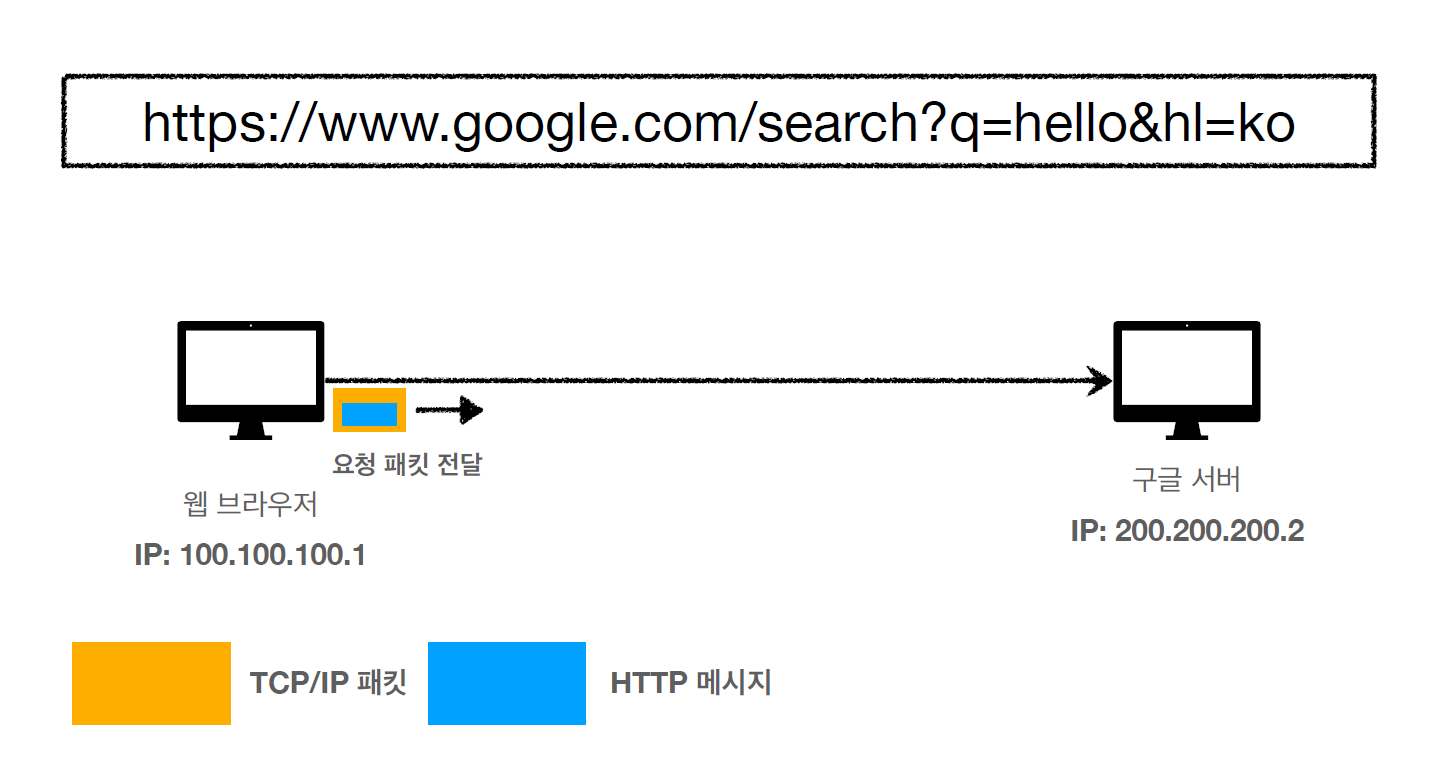 https://www.google.com/search?q=hello&hl=ko
요청 패킷 전달
웹 브라우저
IP: 100.100.100.1
구글 서버
IP: 200.200.200.2
TCP/IP 패킷
HTTP 메시지